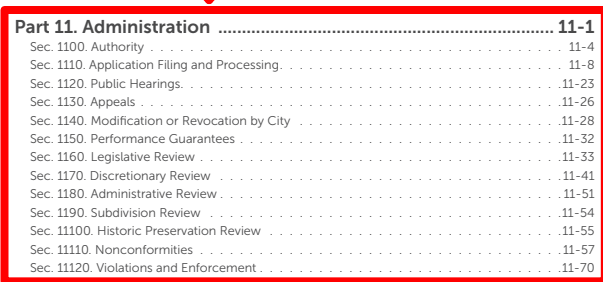 Part 11. Administration ........................................................................ 11-1
Sec. 1100. Authority . . . . . . . . . . . . . . . . . . . . . . . . . . . . . . . . . . . . . . . 11-4
Sec. 1110. Application Filing and Processing. . . . . . . . . . . . . . . . . . . . . . . . . . 11-8
Sec. 1120. Public Hearings. . . . . . . . . . . . . . . . . . . . . . . . . . . . . . . . . . . .11-23
Sec. 1130. Appeals . . . . . . . . . . . . . . . . . . . . . . . . . . . . . . . . . . . . . . . .11-26
Sec. 1140. Modification or Revocation by City . . . . . . . . . . . . . . . . . . . . . . . . .11-28
Sec. 1150. Performance Guarantees . . . . . . . . . . . . . . . . . . . . . . . . . . . . . . .11-32
Sec. 1160. Legislative Review . . . . . . . . . . . . . . . . . . . . . . . . . . . . . . . . . .11-33
Sec. 1170. Discretionary Review . . . . . . . . . . . . . . . . . . . . . . . . . . . . . . . .11-41
Sec. 1180. Administrative Review . . . . . . . . . . . . . . . . . . . . . . . . . . . . . . . .11-51
Sec. 1190. Subdivision Review . . . . . . . . . . . . . . . . . . . . . . . . . . . . . . . . .11-54
Sec. 11100. Historic Preservation Review . . . . . . . . . . . . . . . . . . . . . . . . . . . .11-55
Sec. 11110. Nonconformities . . . . . . . . . . . . . . . . . . . . . . . . . . . . . . . . . . .11-57
Sec. 11120. Violations and Enforcement . . . . . . . . . . . . . . . . . . . . . . . . . . . . .11-70